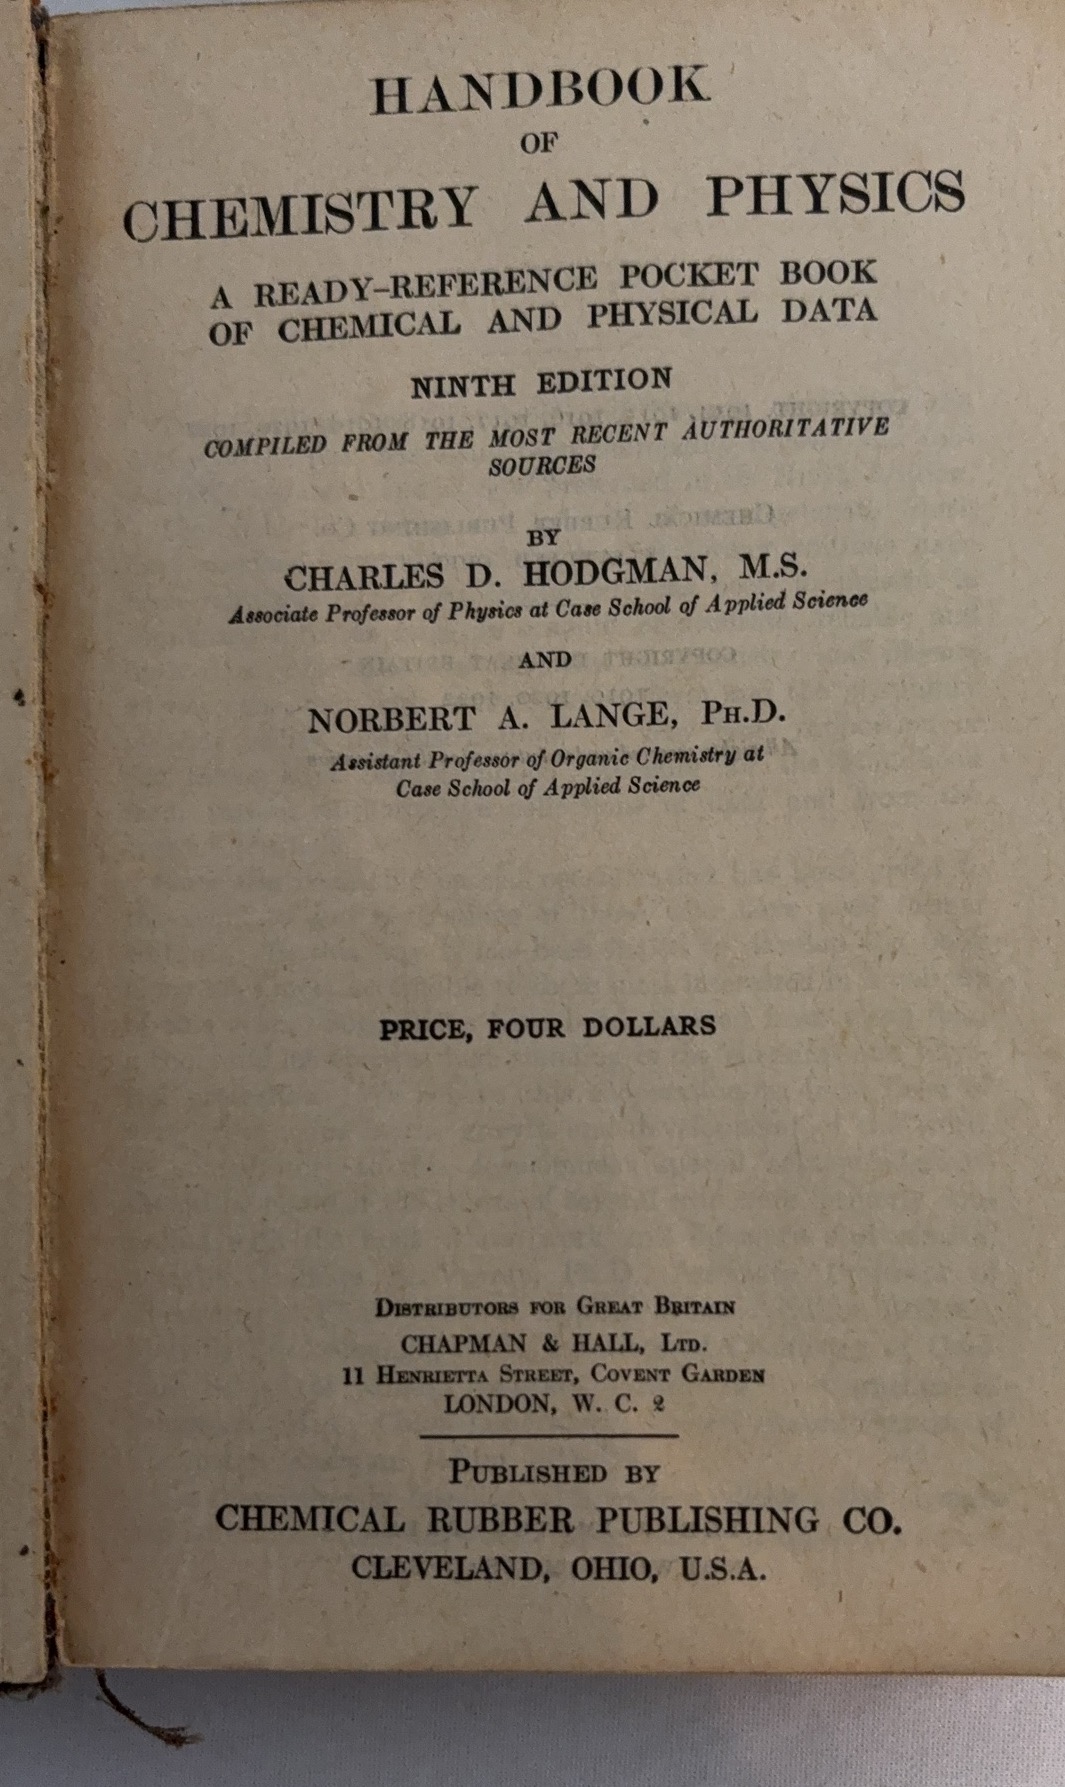 HANDBOOK
OF
CHEMISTRY AND PHYSICS
A READY-REFERENCE POCKET BOOK
OF CHEMICAL AND PHYSICAL DATA
NINTH EDITION
COMPILED FROM THE MOST RECENT AUTHORITATIVE
SOURCES
BY
CHARLES D. HODGMAN, M.S.
Associate Professor of Physics at Case School of Applied Science
AND
NORBERT A. LANGE, PH.D.
Assistant Professor of Organic Chemistry at
Case School of Applied Science
PRICE, FOUR DOLLARS
DISTRIBUTORS FOR GREAT BRITAIN
CHAPMAN & HALL, LTD.
11 HENRIETTA STREET, COVENT GARDEN
LONDON, W. C. 2
PUBLISHED BY
CHEMICAL RUBBER PUBLISHING CO.
CLEVELAND, OHIO, U.S.A.